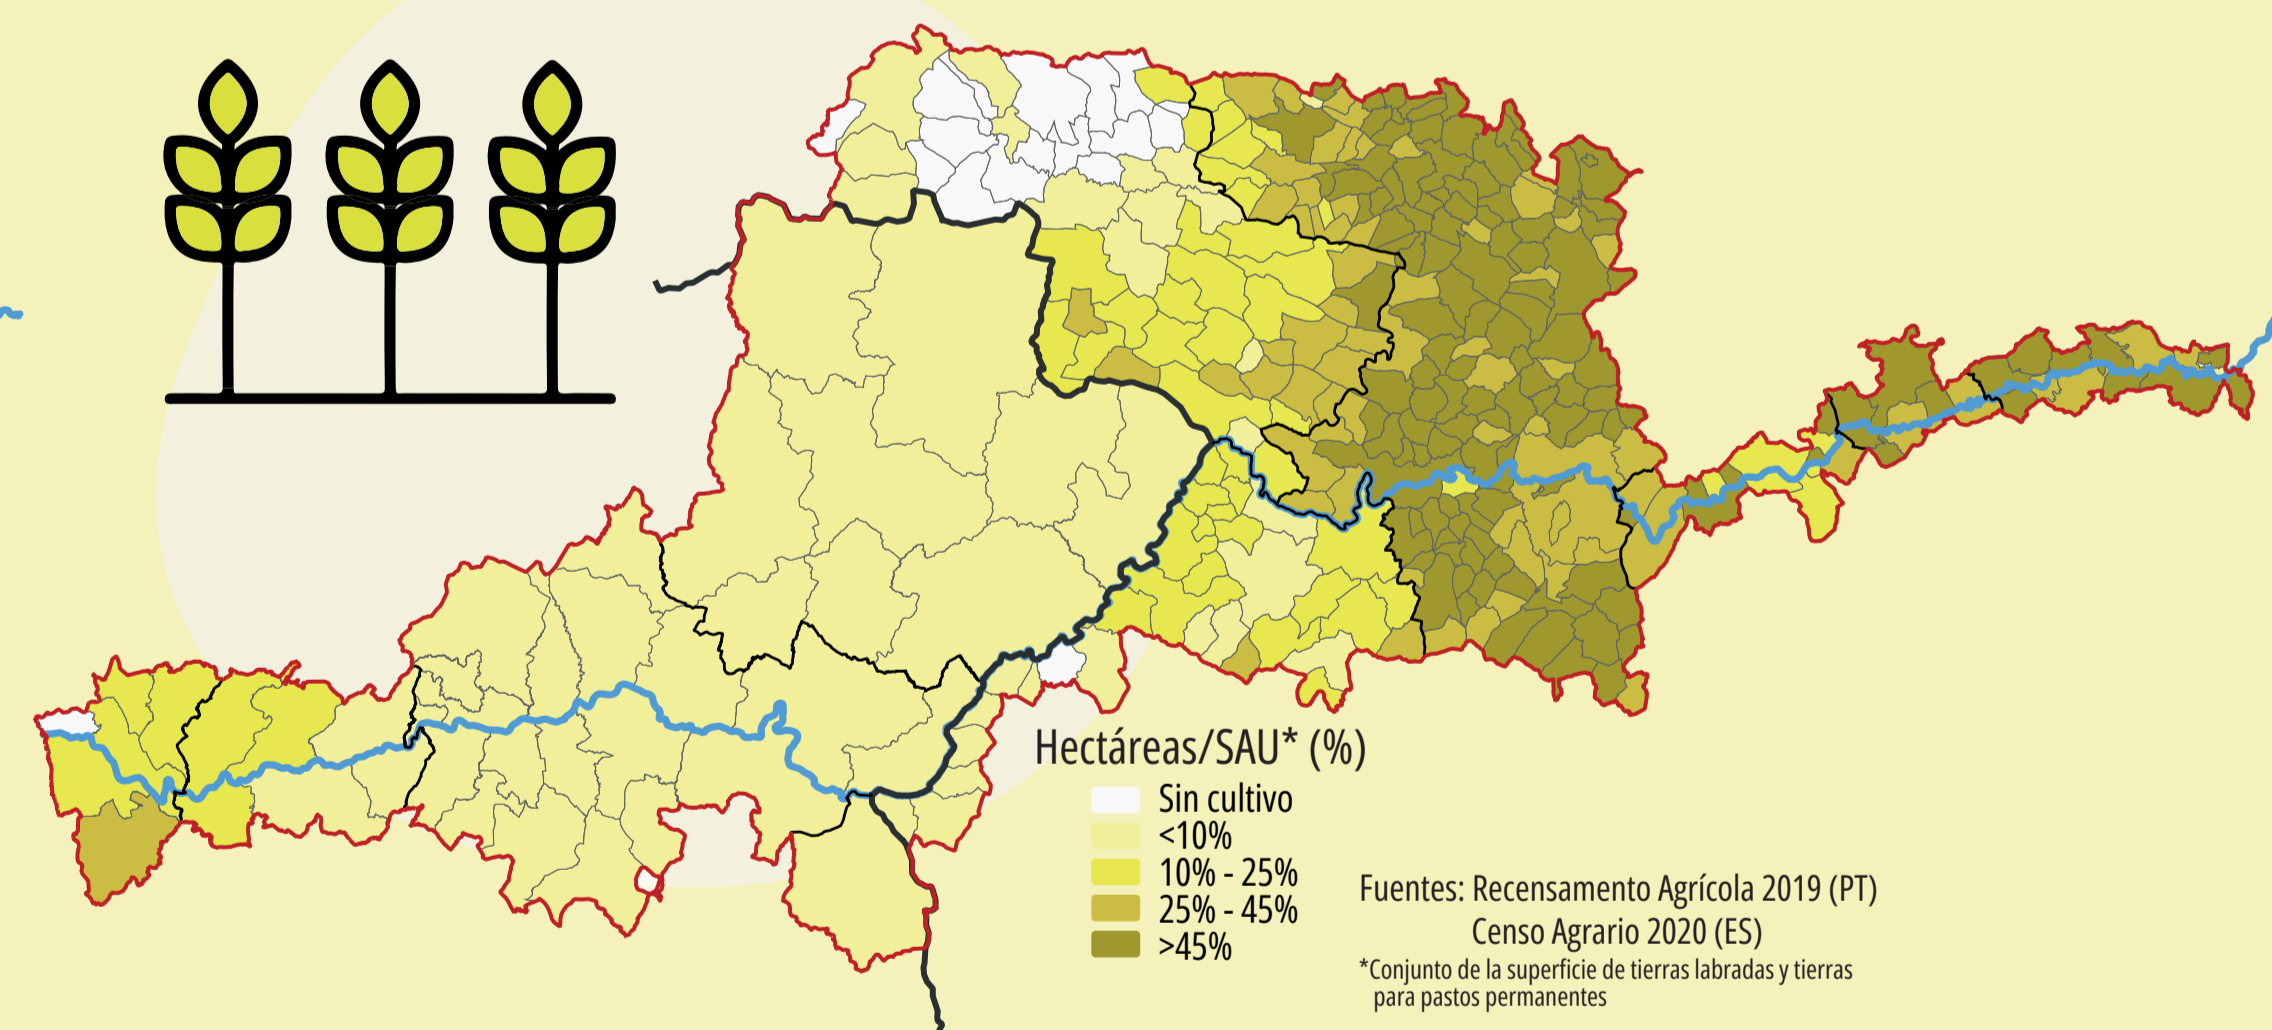 Hectáreas/SAU* (%)
Sin cultivo
<10%
10% - 25%
25% - 45%
>45%
Fuentes: Recensamento Agrícola 2019 (PT)
Censo Agrario 2020 (ES)
*Conjunto de la superficie de tierras labradas y tierras
para pastos permanentes